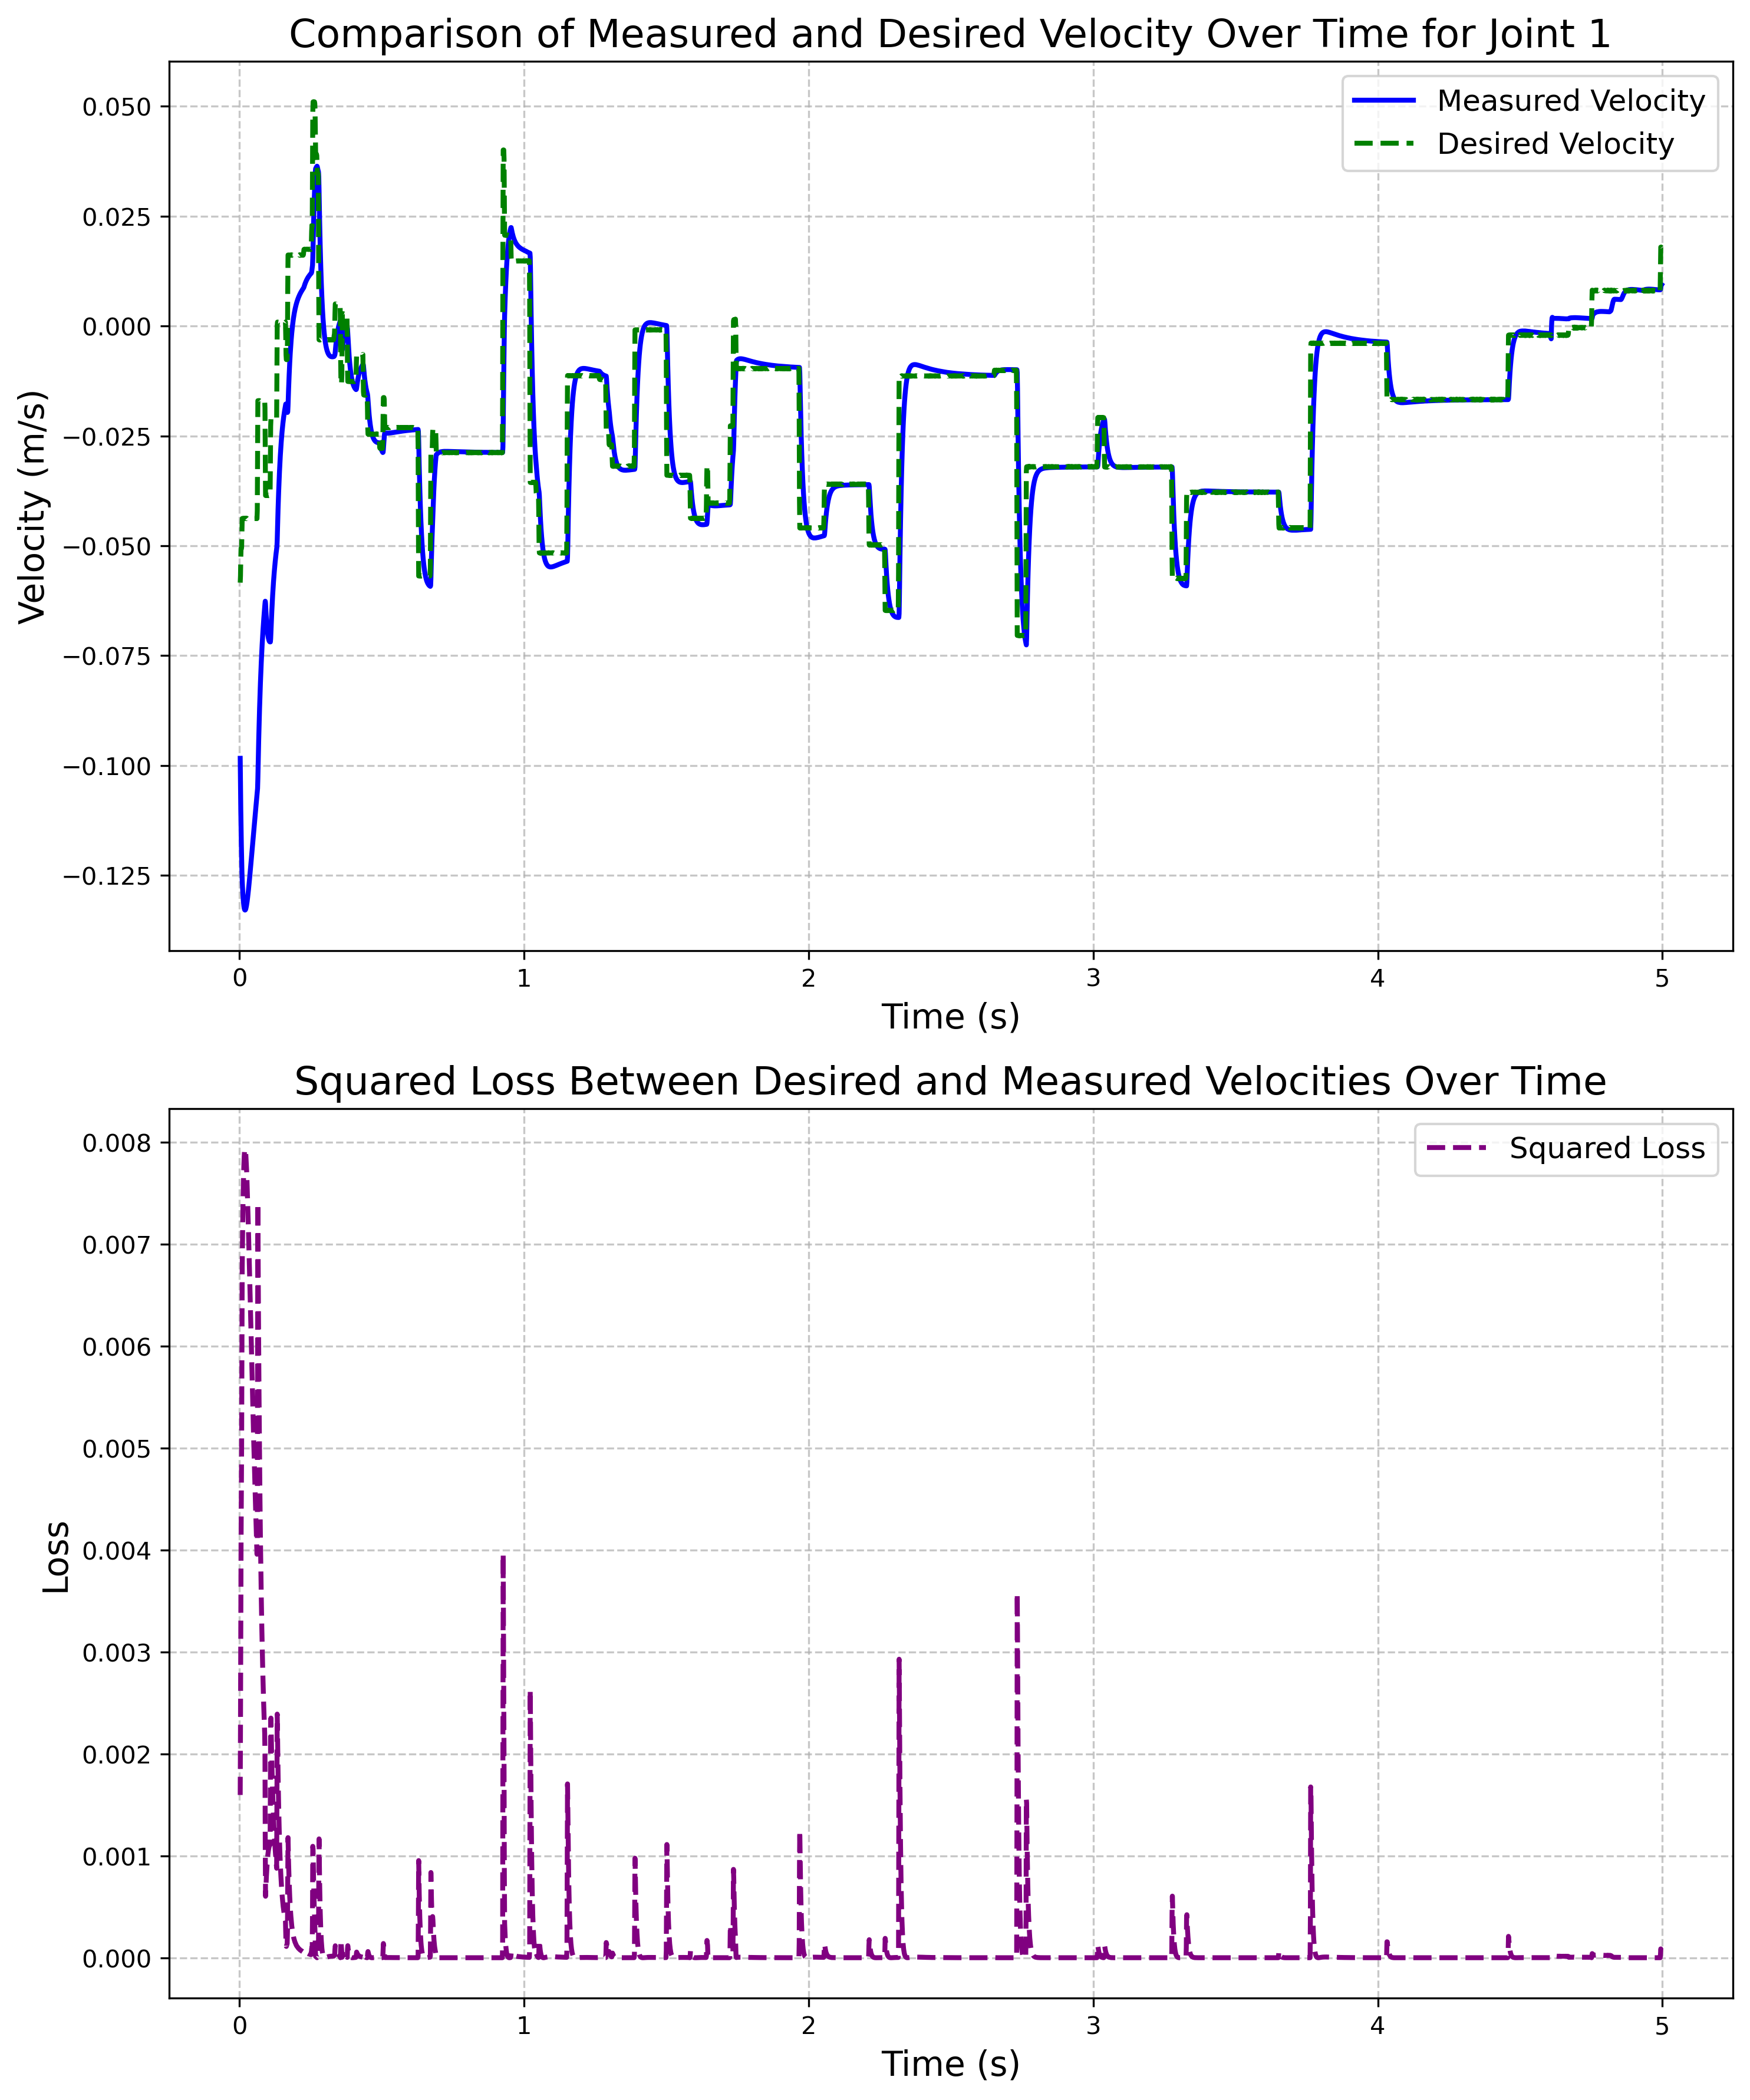 Comparison of Measured and Desired Velocity Over Time for Joint 1
Measured Velocity
Desired Velocity
0.050
0.025
0.000
−0.025
−0.050
−0.075
−0.100
−0.125
Velocity (m/s)
0 1 2 3 4 5
Time (s)
Squared Loss Between Desired and Measured Velocities Over Time
Squared Loss
0.008
0.007
0.006
0.005
0.004
0.003
0.002
0.001
0.000
Loss
0 1 2 3 4 5
Time (s)